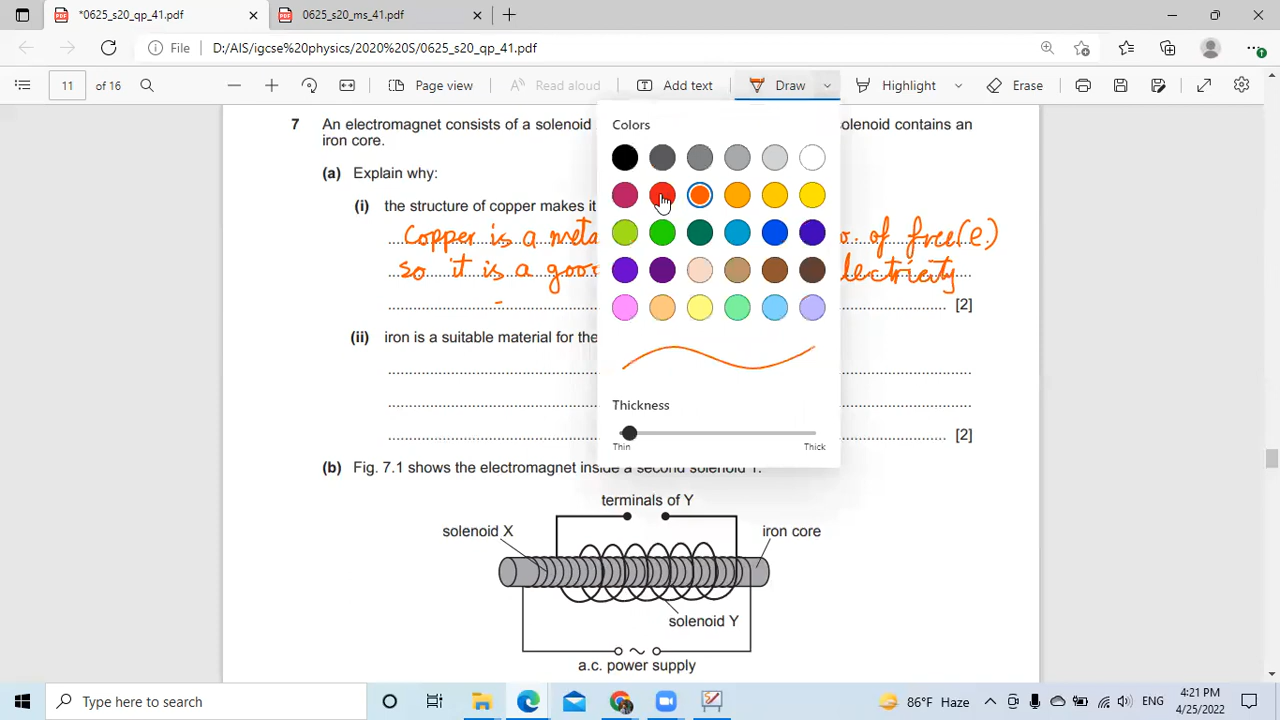 *0625_s20_qp_41.pdf
0625_s20_ms_41.pdf
File
D:/AIS/igcse%20physics/2020%20S/0625_s20_qp_41.pdf
11 of 16
Page view
Read aloud
Add text
Draw
Highlight
Erase
7 An electromagnet consists of a solenoid
olenoid contains an
iron core.
(a) Explain why:
(i) the structure of copper makes it
Copper is a meta
o. of free(e.)
so it is a goo
lectricity
[2]
(ii) iron is a suitable material for the
[2]
(b) Fig. 7.1 shows the electromagnet inside a second solenoid Y.
terminals of Y
solenoid X
iron core
solenoid Y
a.c. power supply
Colors
Thickness
Thin
Thick
Type here to search
86°F Haze
4:21 PM
4/25/2022